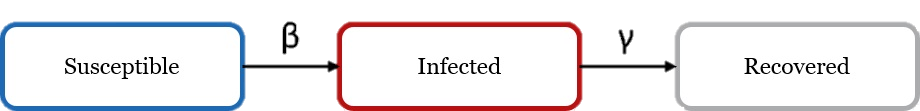 Susceptible
β
Infected
γ
Recovered